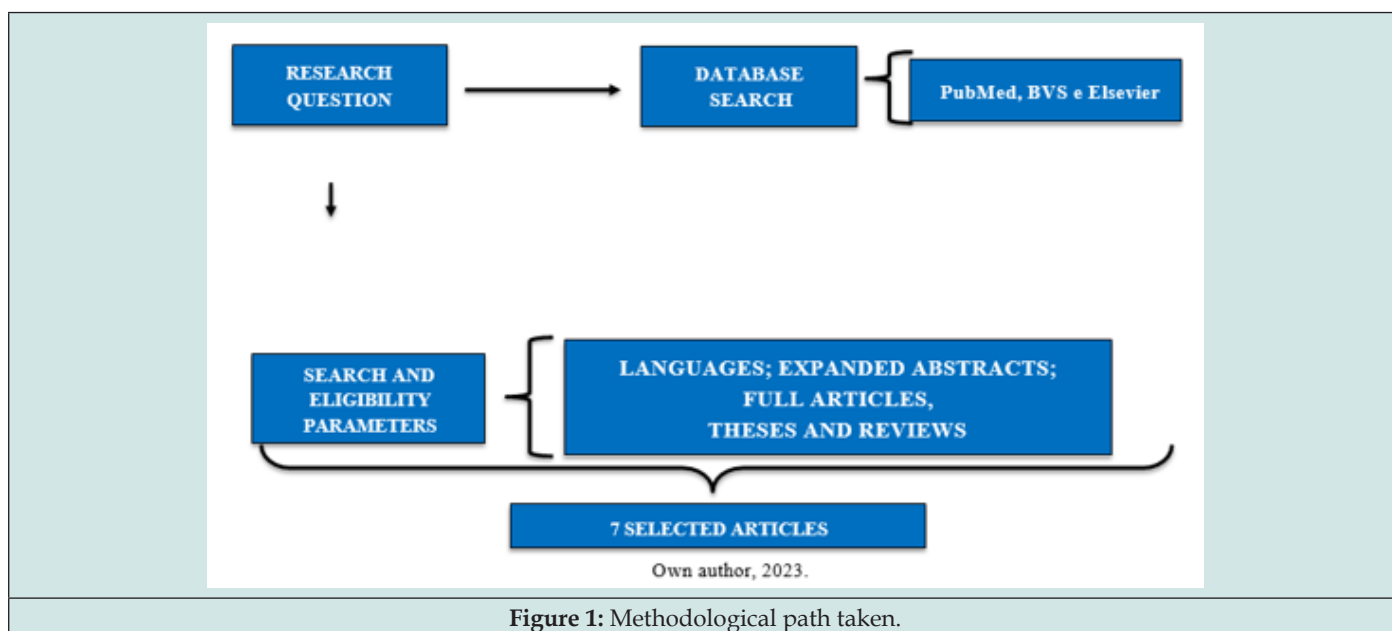 RESEARCH
QUESTION
DATABASE
SEARCH
PubMed, BVS e Elsevier
SEARCH AND
ELIGIBILITY
PARAMETERS
LANGUAGES; EXPANDED ABSTRACTS;
FULL ARTICLES,
THESES AND REVIEWS
7 SELECTED ARTICLES
Own author, 2023.
Figure 1: Methodological path taken.